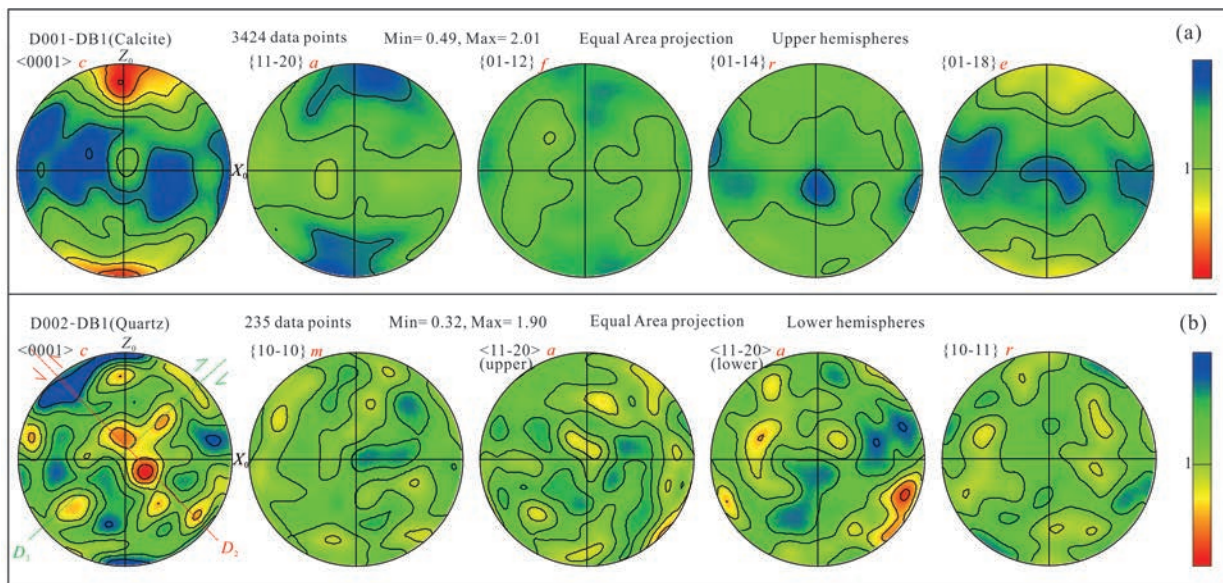 D001-DB1(Calcite) 3424 data points Min= 0.49, Max= 2.01 Equal Area projection Upper hemispheres (a)
<0001> c Z₀ {11-20} a {01-12} f {01-14} r {01-18} e
X₀ 1
D002-DB1(Quartz) 235 data points Min= 0.32, Max= 1.90 Equal Area projection Lower hemispheres (b)
<0001> c Z₀ {10-10} m <11-20> a <11-20> a {10-11} r
(upper) (lower)
X₀ 1
D₁ D₂